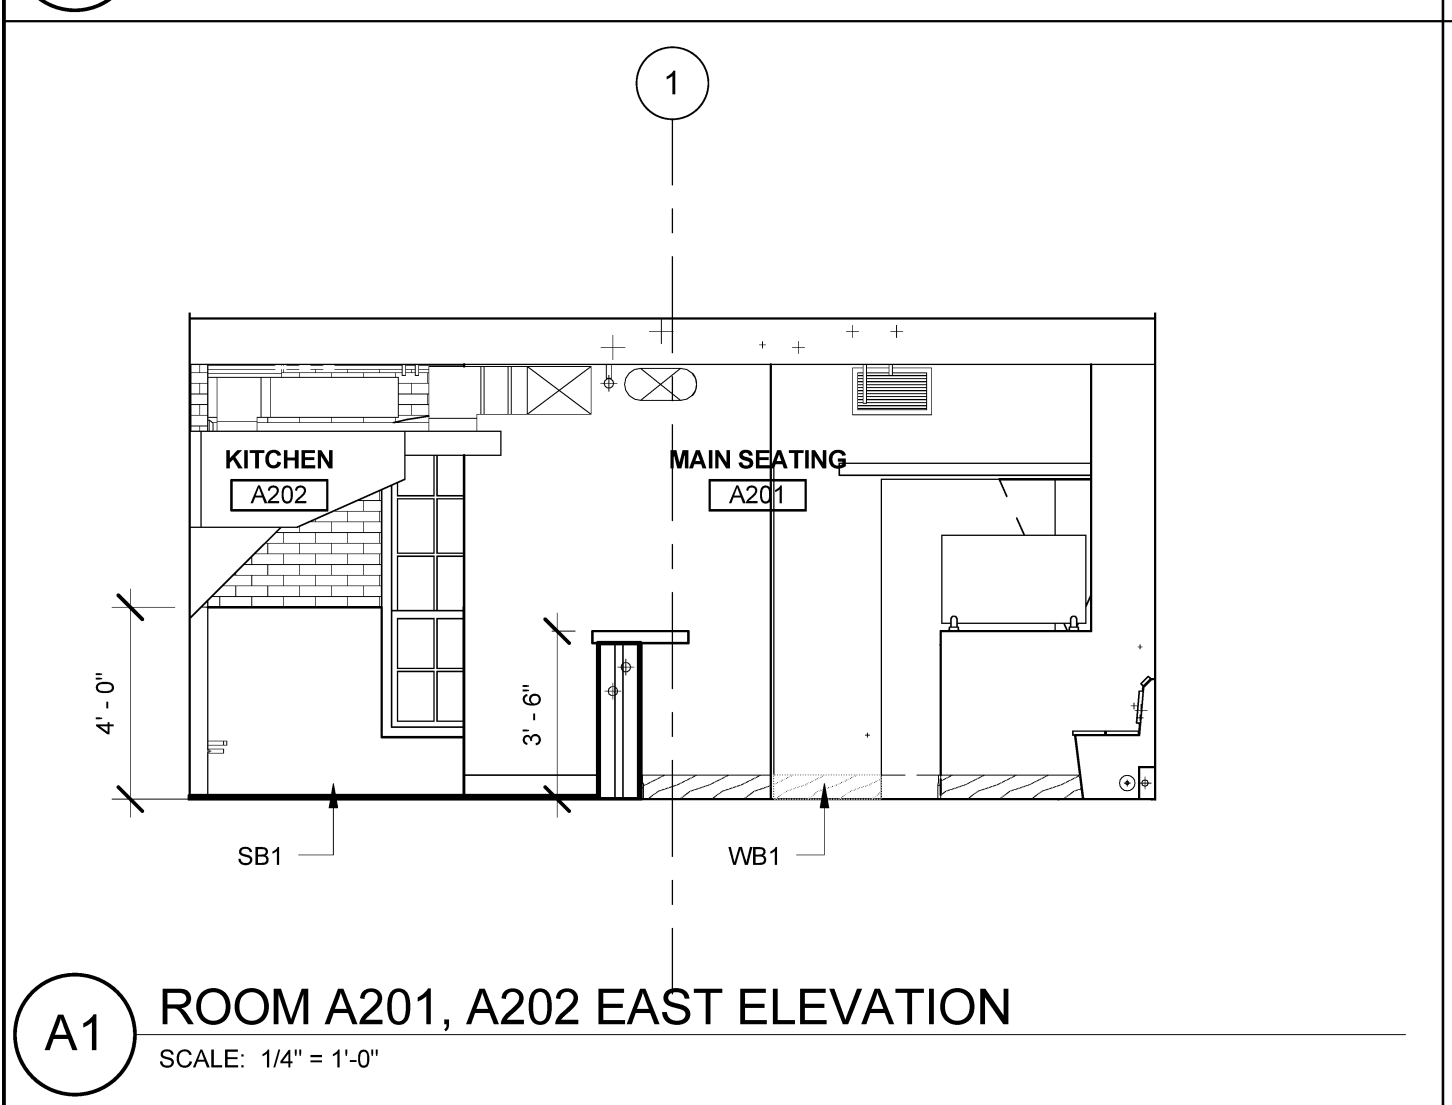 1
KITCHEN
A202
MAIN SEATING
A201
4' - 0"
3' - 6"
SB1
WB1
A1
ROOM A201, A202 EAST ELEVATION
SCALE: 1/4" = 1'-0"